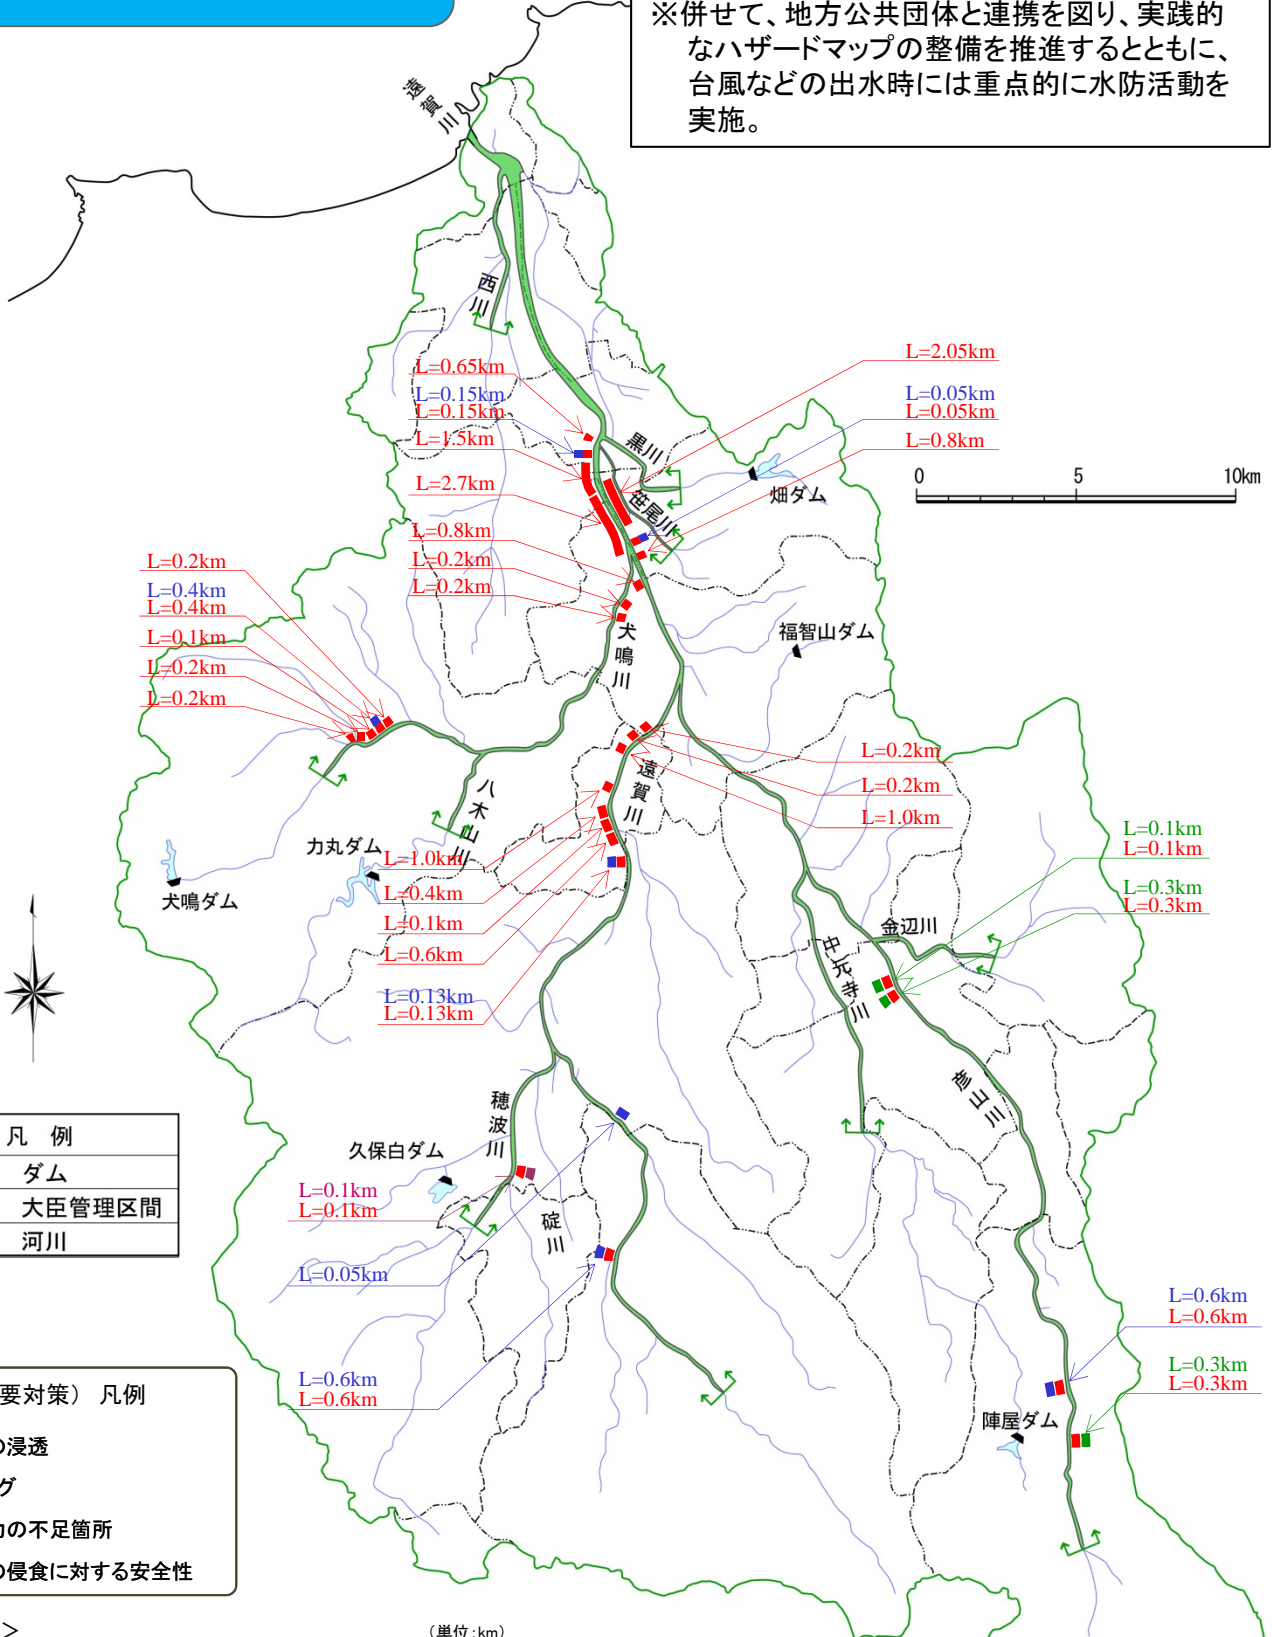 ※併せて、地方公共団体と連携を図り、実践的
なハザードマップの整備を推進するとともに、
台風などの出水時には重点的に水防活動を
実施。
遠賀川
西川
L=0.65km
L=0.15km
L=0.15km
L=1.5km
L=2.7km
L=0.8km
L=0.2km
L=0.2km
L=2.05km
L=0.05km
L=0.05km
L=0.8km
黒川
笹尾川
畑ダム
0 5 10km
L=0.2km
L=0.4km
L=0.4km
L=0.1km
L=0.2km
L=0.2km
犬鳴川
福智山ダム
L=0.2km
L=0.2km
L=1.0km
遠賀川
八木山川
力丸ダム
犬鳴ダム
L=1.0km
L=0.4km
L=0.1km
L=0.6km
L=0.13km
L=0.13km
L=0.1km
L=0.1km
L=0.3km
L=0.3km
金辺川
中元寺川
彦山川
穂波川
久保白ダム
L=0.1km
L=0.1km
碇川
L=0.05km
L=0.6km
L=0.6km
L=0.6km
L=0.6km
L=0.3km
L=0.3km
陣屋ダム
凡 例
ダム
大臣管理区間
河川
要対策） 凡例
の浸透
グ
の不足箇所
の侵食に対する安全性
＞
（単位：km）